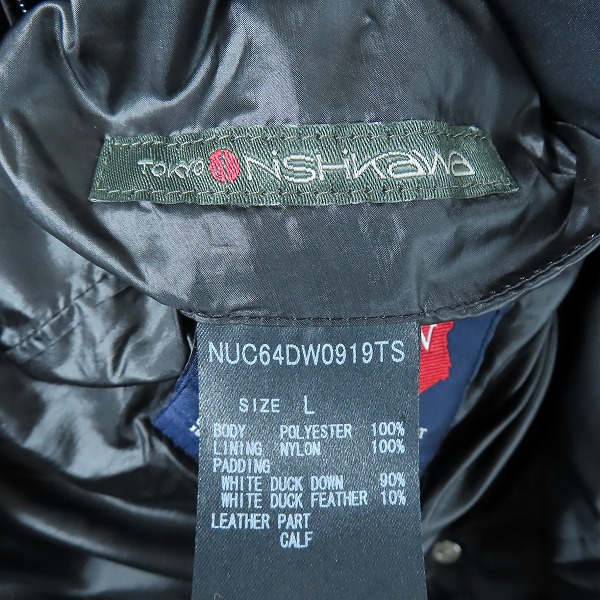 TOKYO NiSHiKaWa
NUC64DW0919TS
SIZE L
BODY POLYESTER 100%
LINING NYLON 100%
PADDING
WHITE DUCK DOWN 90%
WHITE DUCK FEATHER 10%
LEATHER PART
CALF